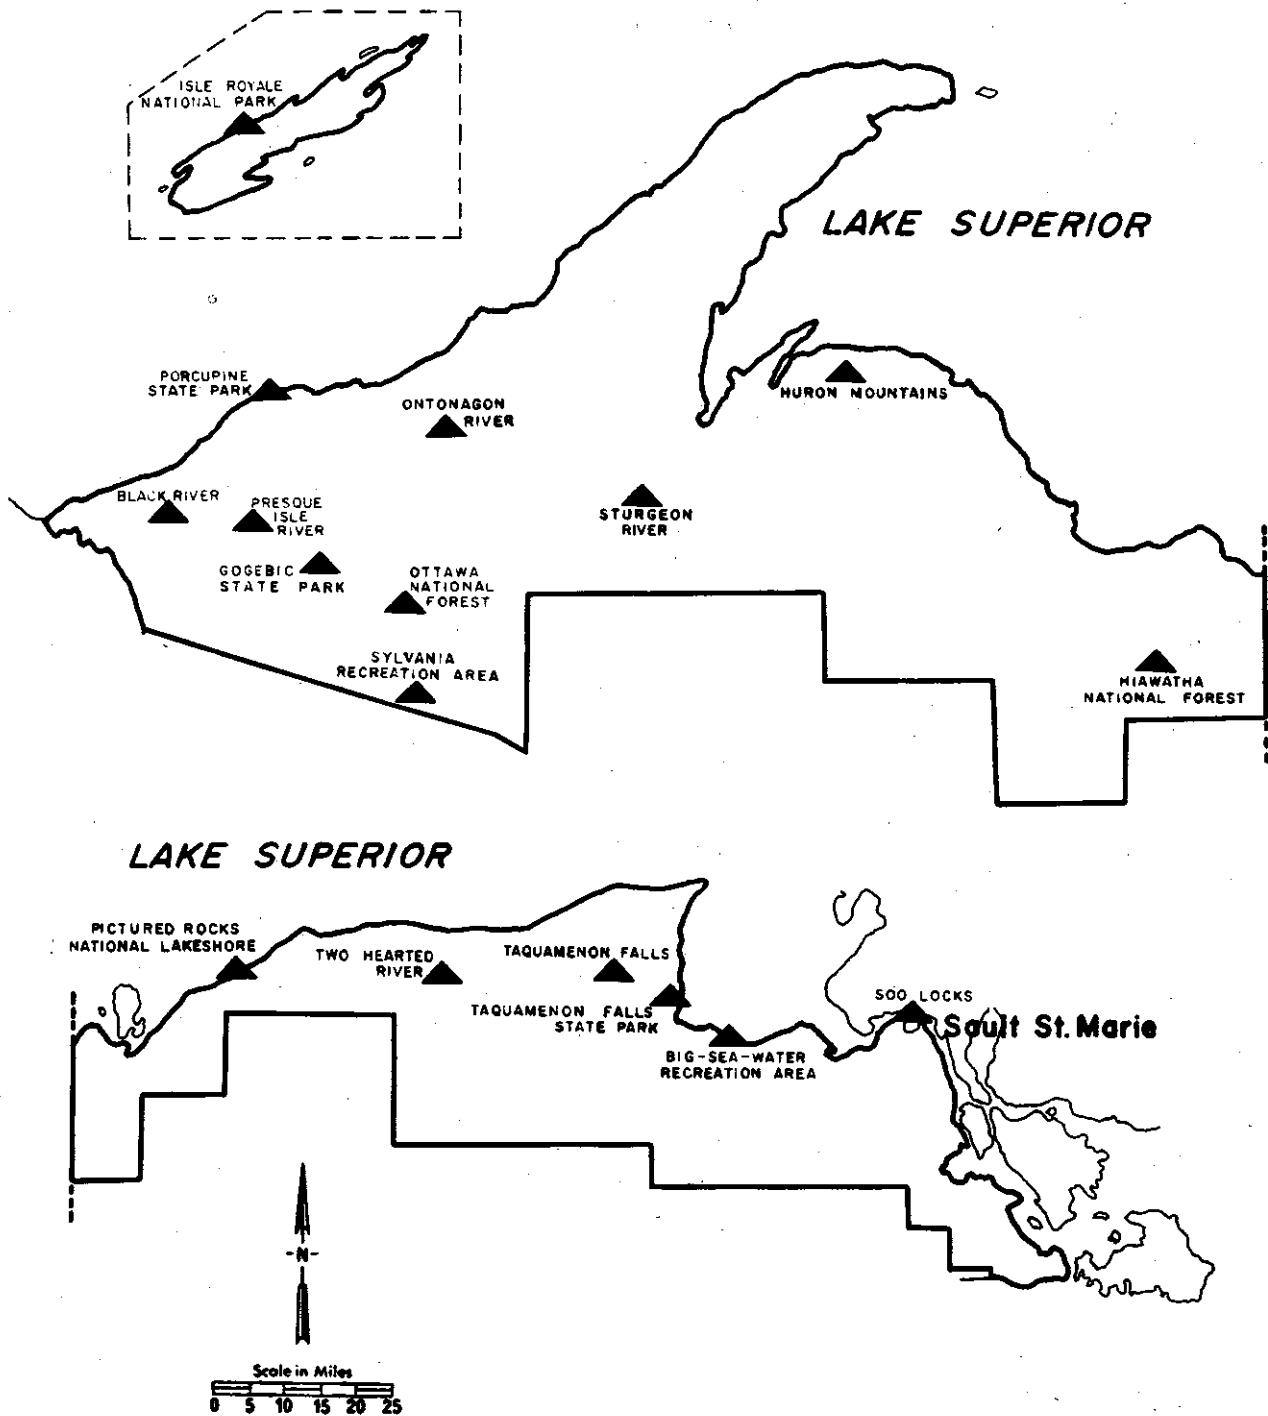 ISLE ROYALE
NATIONAL PARK
LAKE SUPERIOR
PORCUPINE
STATE PARK
ONTONAGON
RIVER
HURON MOUNTAINS
BLACK RIVER
PRESQUE
ISLE
RIVER
STURGEON
RIVER
GOGEBIC
STATE PARK
OTTAWA
NATIONAL
FOREST
SYLVANIA
RECREATION AREA
HIAWATHA
NATIONAL FOREST
LAKE SUPERIOR
PICTURED ROCKS
NATIONAL LAKESHORE
TWO HEARTED
RIVER
TAQUAMENON FALLS
TAQUAMENON FALLS
STATE PARK
SOO LOCKS
Sault St. Marie
BIG-SEA-WATER
RECREATION AREA
-N-
Scale in Miles
0 5 10 15 20 25